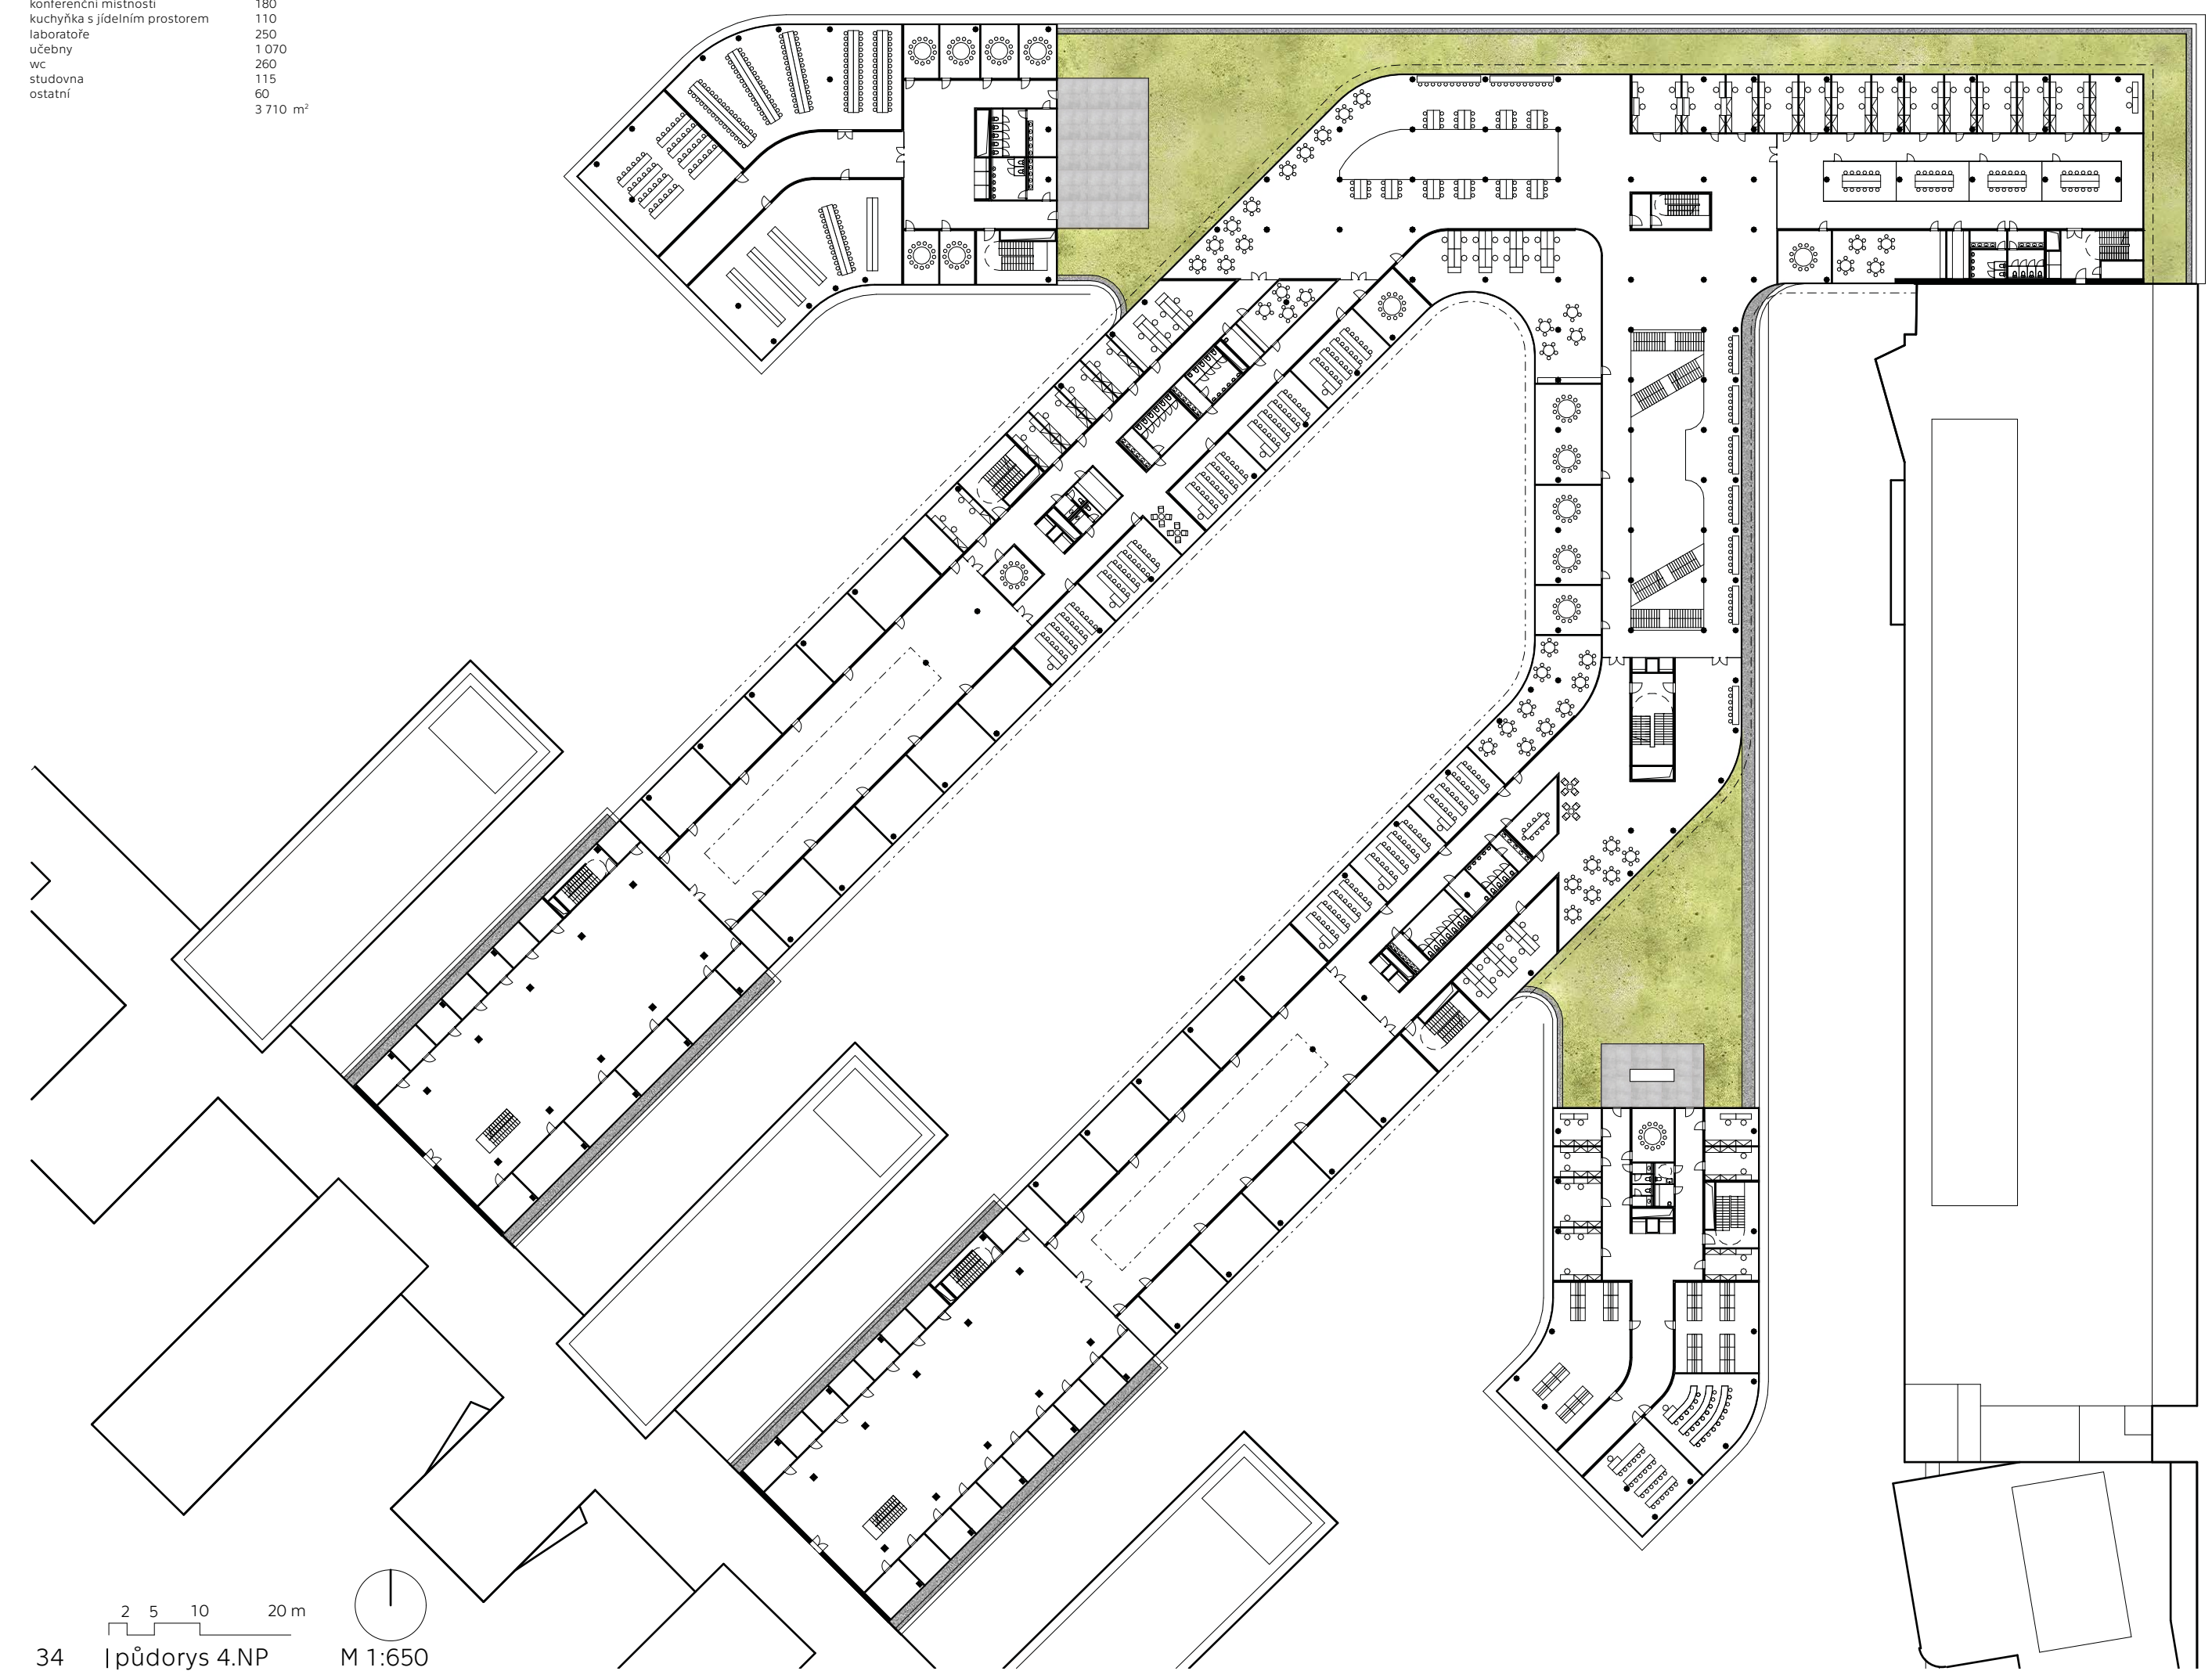 konferenční místnosti 180
kuchyňka s jídelním prostorem 110
laboratoře 250
učebny 1 070
wc 260
studovna 115
ostatní 60
3 710 m²
2 5 10 20 m
34 | půdorys 4.NP M 1:650